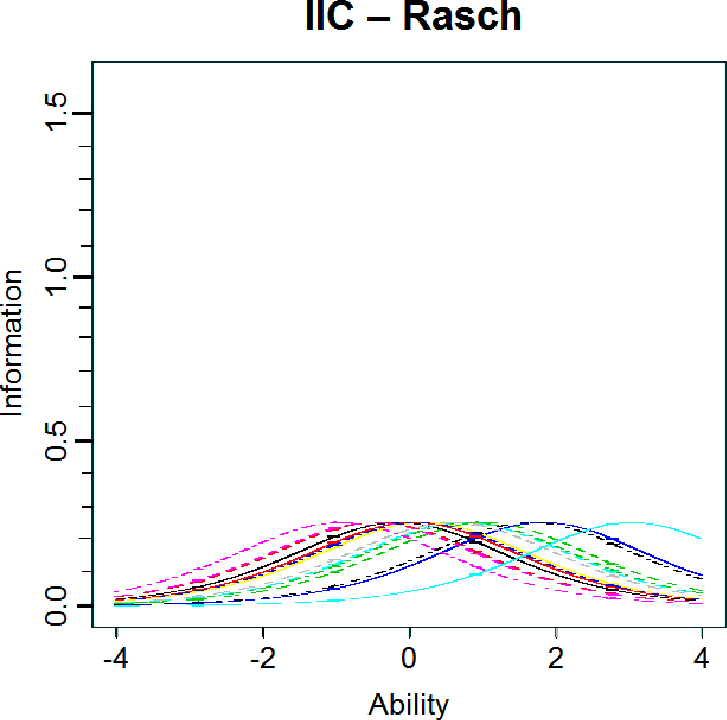 IIC – Rasch
Information
1.5
1.0
0.5
0.0
-4 -2 0 2 4
Ability